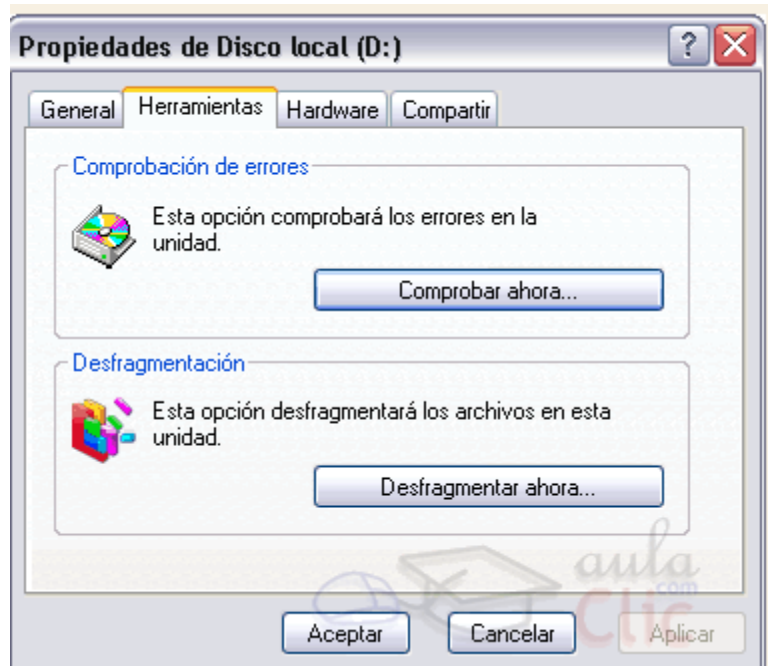 Propiedades de Disco local (D:)
?
General Herramientas Hardware Compartir
Comprobación de errores
Esta opción comprobará los errores en la
unidad.
Comprobar ahora...
Desfragmentación
Esta opción desfragmentará los archivos en esta
unidad.
Desfragmentar ahora...
aula
.com
Clic
Aceptar Cancelar Aplicar